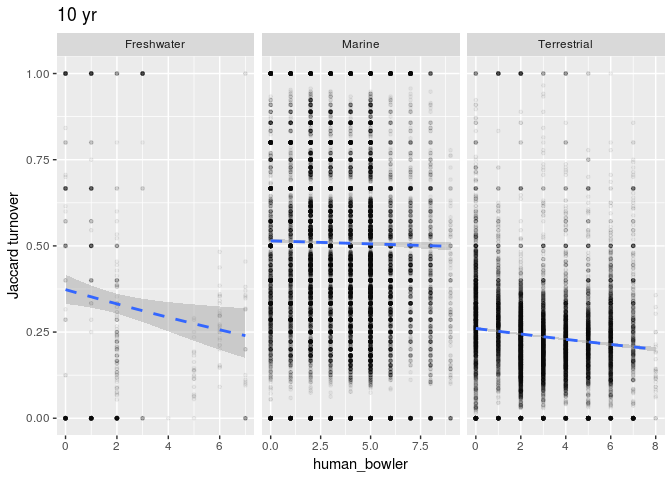 10 yr
Freshwater Marine Terrestrial
1.00
0.75
0.50
0.25
0.00
Jaccard turnover
0 2 4 6 0.0 2.5 5.0 7.5 0 2 4 6 8
human_bowler